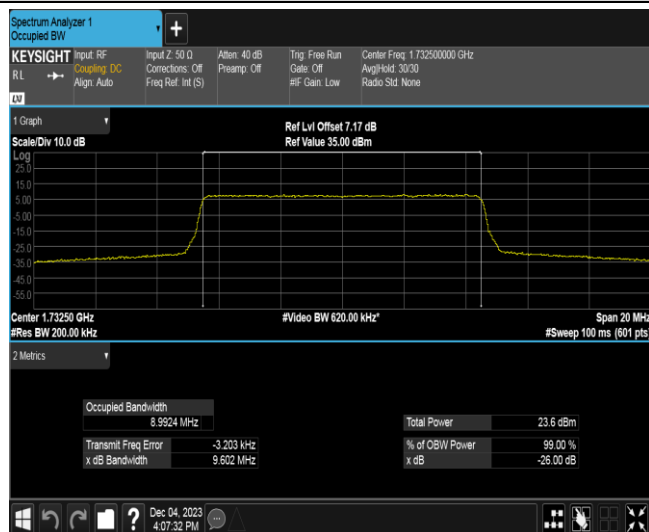 Spectrum Analyzer 1
Occupied BW
+
KEYSIGHT
RL
LXI
Input: RF
Coupling: DC
Align: Auto
Input Z: 50 Ω
Corrections: Off
Freq Ref: Int (S)
Atten: 40 dB
Preamp: Off
Trig: Free Run
Gate: Off
#IF Gain: Low
Center Freq: 1.732500000 GHz
Avg|Hold: 30/30
Radio Std: None
1 Graph
Scale/Div 10.0 dB
Ref Lvl Offset 7.17 dB
Ref Value 35.00 dBm
Log
25.0
15.0
5.00
-5.00
-15.0
-25.0
-35.0
-45.0
-55.0
Center 1.73250 GHz
#Res BW 200.00 kHz
#Video BW 620.00 kHz*
Span 20 MHz
#Sweep 100 ms (601 pts
2 Metrics
Occupied Bandwidth
8.9924 MHz
Transmit Freq Error -3.203 kHz
x dB Bandwidth 9.602 MHz
Total Power 23.6 dBm
% of OBW Power 99.00 %
x dB -26.00 dB
?
Dec 04, 2023
4:07:32 PM